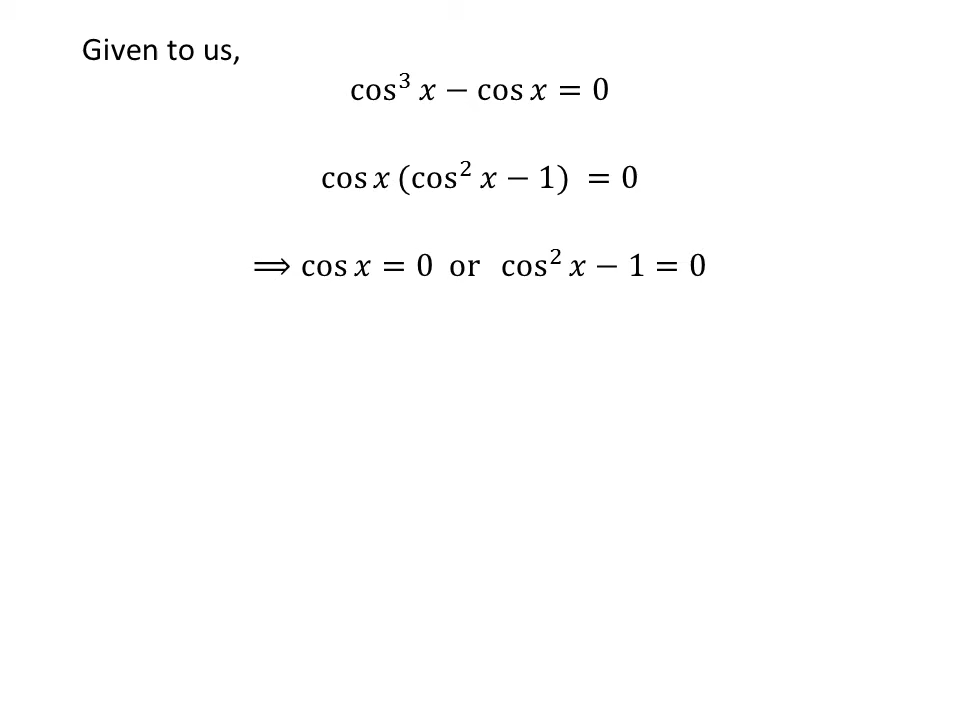 Given to us,
cos³ 𝑥 − cos 𝑥 = 0
cos 𝑥 (cos² 𝑥 − 1) = 0
⟹ cos 𝑥 = 0 or cos² 𝑥 − 1 = 0